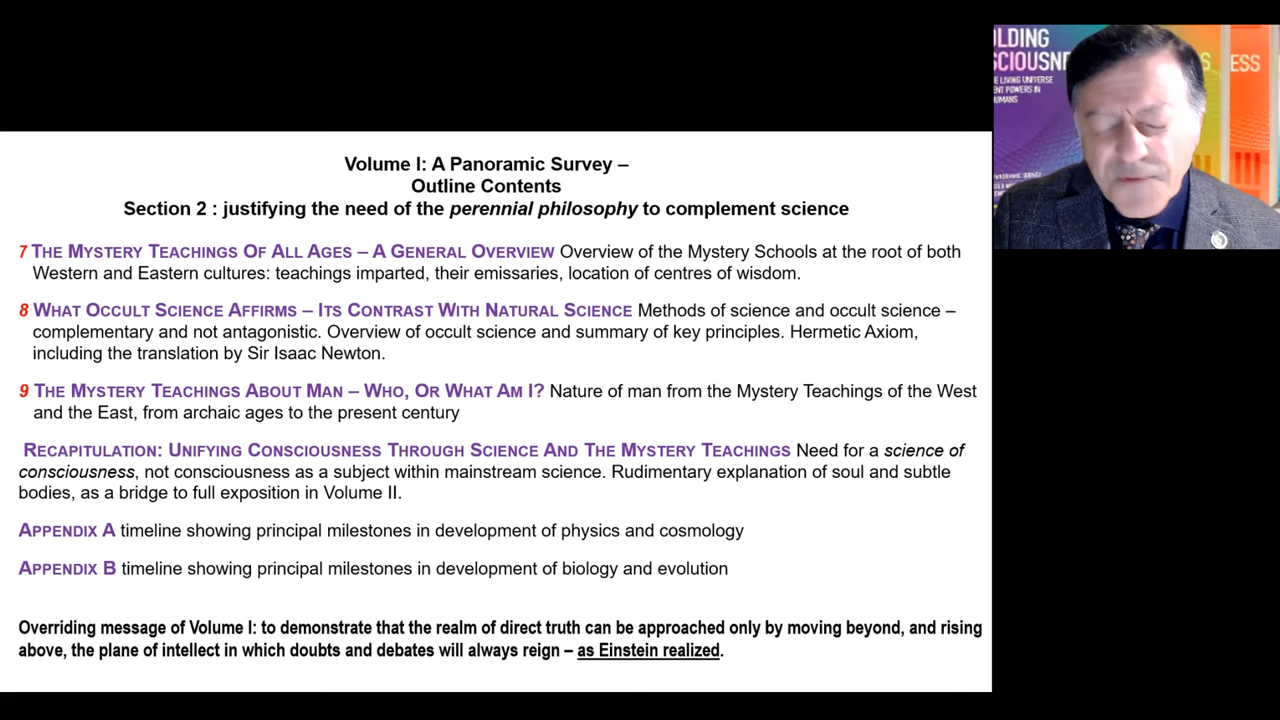 Volume I: A Panoramic Survey –
Outline Contents
Section 2 : justifying the need of the perennial philosophy to complement science
7 THE MYSTERY TEACHINGS OF ALL AGES – A GENERAL OVERVIEW Overview of the Mystery Schools at the root of both
Western and Eastern cultures: teachings imparted, their emissaries, location of centres of wisdom.
8 WHAT OCCULT SCIENCE AFFIRMS – ITS CONTRAST WITH NATURAL SCIENCE Methods of science and occult science –
complementary and not antagonistic. Overview of occult science and summary of key principles. Hermetic Axiom,
including the translation by Sir Isaac Newton.
9 THE MYSTERY TEACHINGS ABOUT MAN – WHO, OR WHAT AM I? Nature of man from the Mystery Teachings of the West
and the East, from archaic ages to the present century
RECAPITULATION: UNIFYING CONSCIOUSNESS THROUGH SCIENCE AND THE MYSTERY TEACHINGS Need for a science of
consciousness, not consciousness as a subject within mainstream science. Rudimentary explanation of soul and subtle
bodies, as a bridge to full exposition in Volume II.
APPENDIX A timeline showing principal milestones in development of physics and cosmology
APPENDIX B timeline showing principal milestones in development of biology and evolution
Overriding message of Volume I: to demonstrate that the realm of direct truth can be approached only by moving beyond, and rising
above, the plane of intellect in which doubts and debates will always reign – as Einstein realized.
OLDING
SCIOUSNE
E LIVING UNIVERSE
ENT POWERS IN
HUMANS
S
ESS